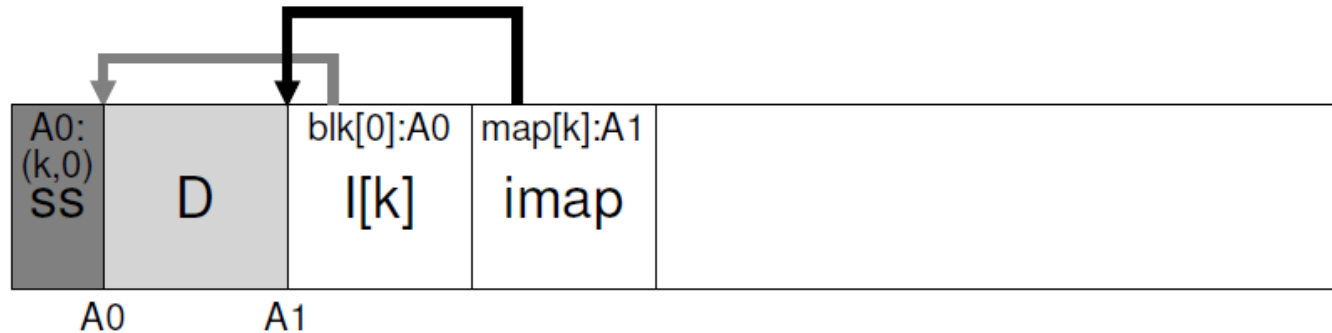 A0:
(k,0)
ss
D
blk[0]:A0
I[k]
map[k]:A1
imap
A0
A1